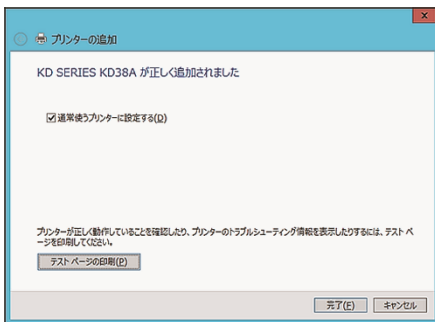 プリンターの追加
KD SERIES KD38A が正しく追加されました
通常使うプリンターに設定する(D)
プリンターが正しく動作していることを確認したり、プリンターのトラブルシューティング情報を表示したりするには、テスト ペ
ージを印刷してください。
テスト ページの印刷(P)
完了(F) キャンセル